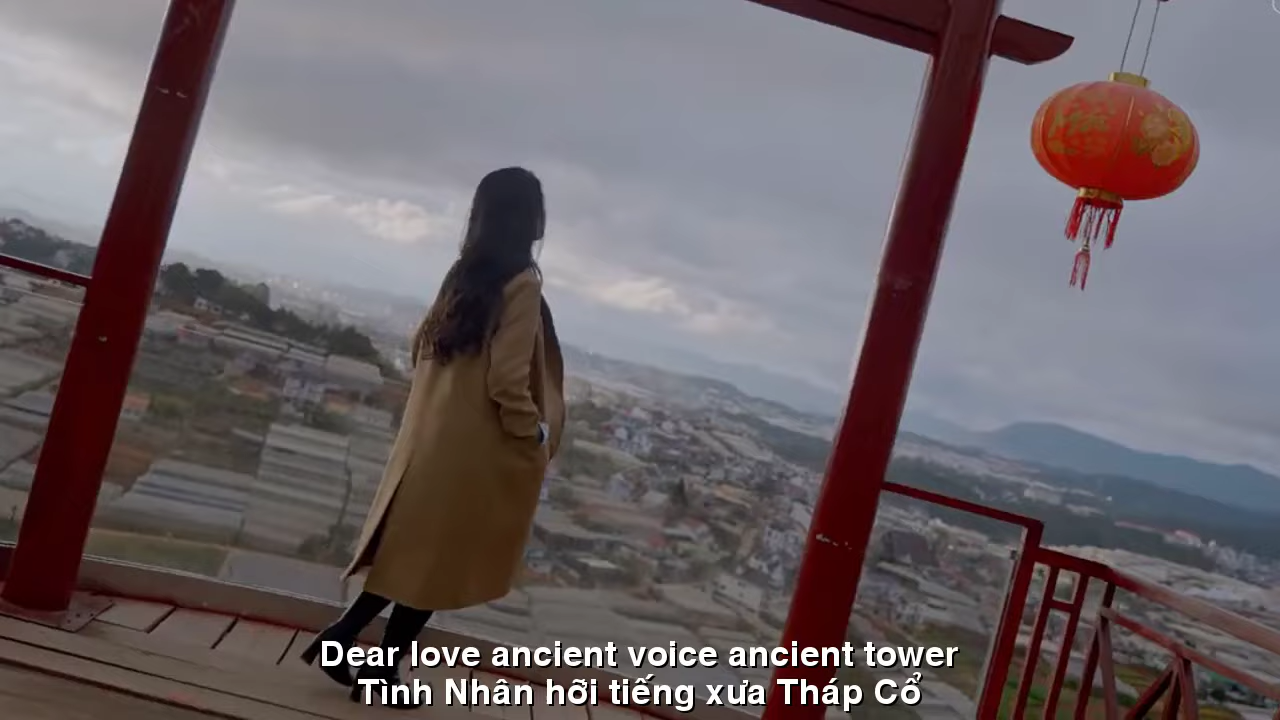 Dear love ancient voice ancient tower
Tình Nhân hỡi tiếng xưa Tháp Cổ